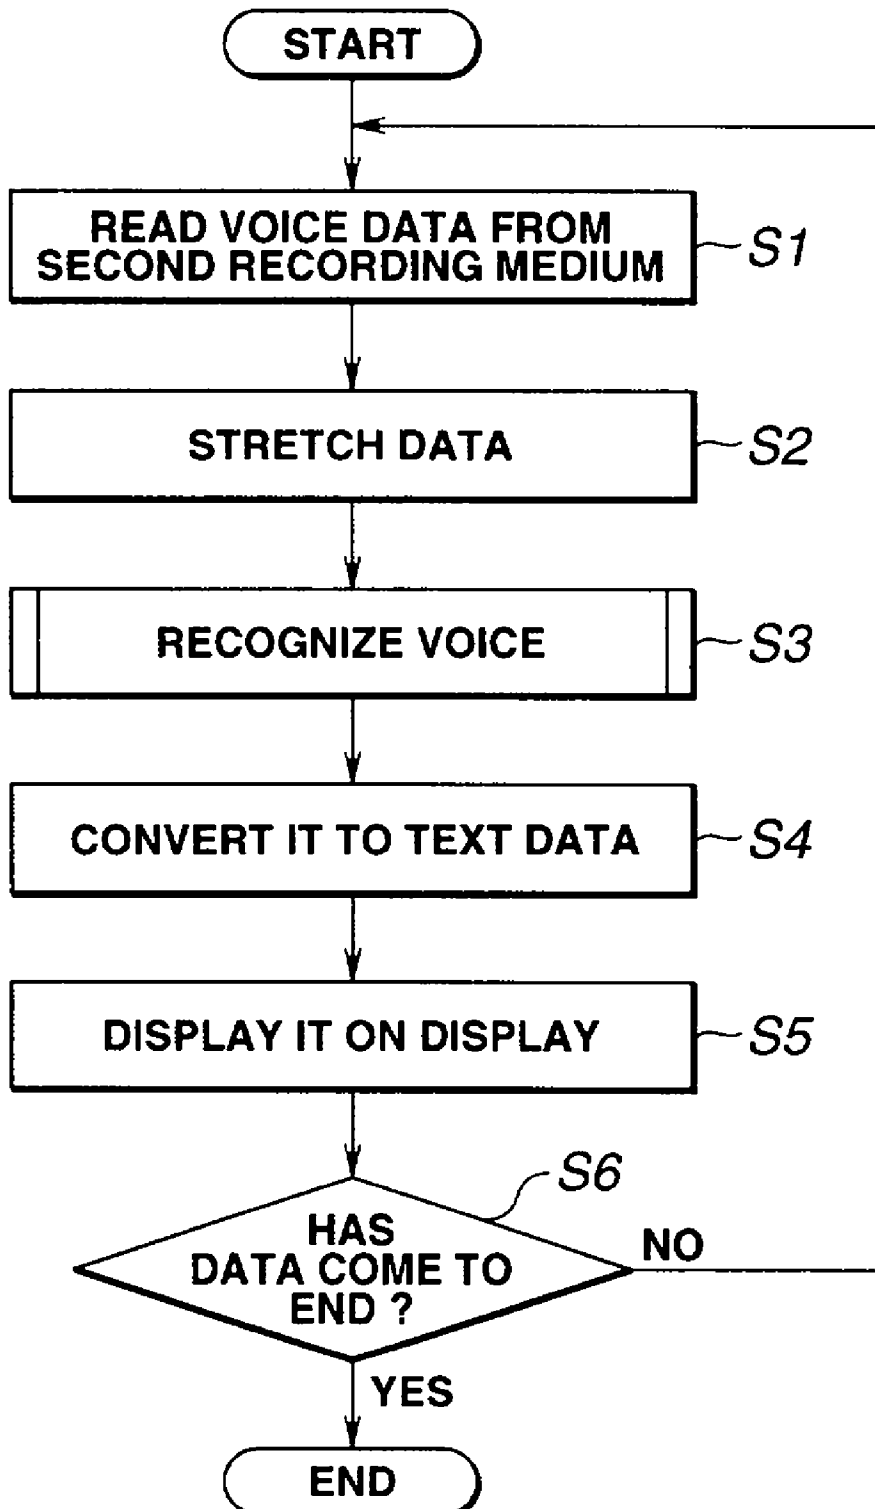 START
READ VOICE DATA FROM
SECOND RECORDING MEDIUM
S1
STRETCH DATA
S2
RECOGNIZE VOICE
S3
CONVERT IT TO TEXT DATA
S4
DISPLAY IT ON DISPLAY
S5
S6
HAS
DATA COME TO
END ?
NO
YES
END